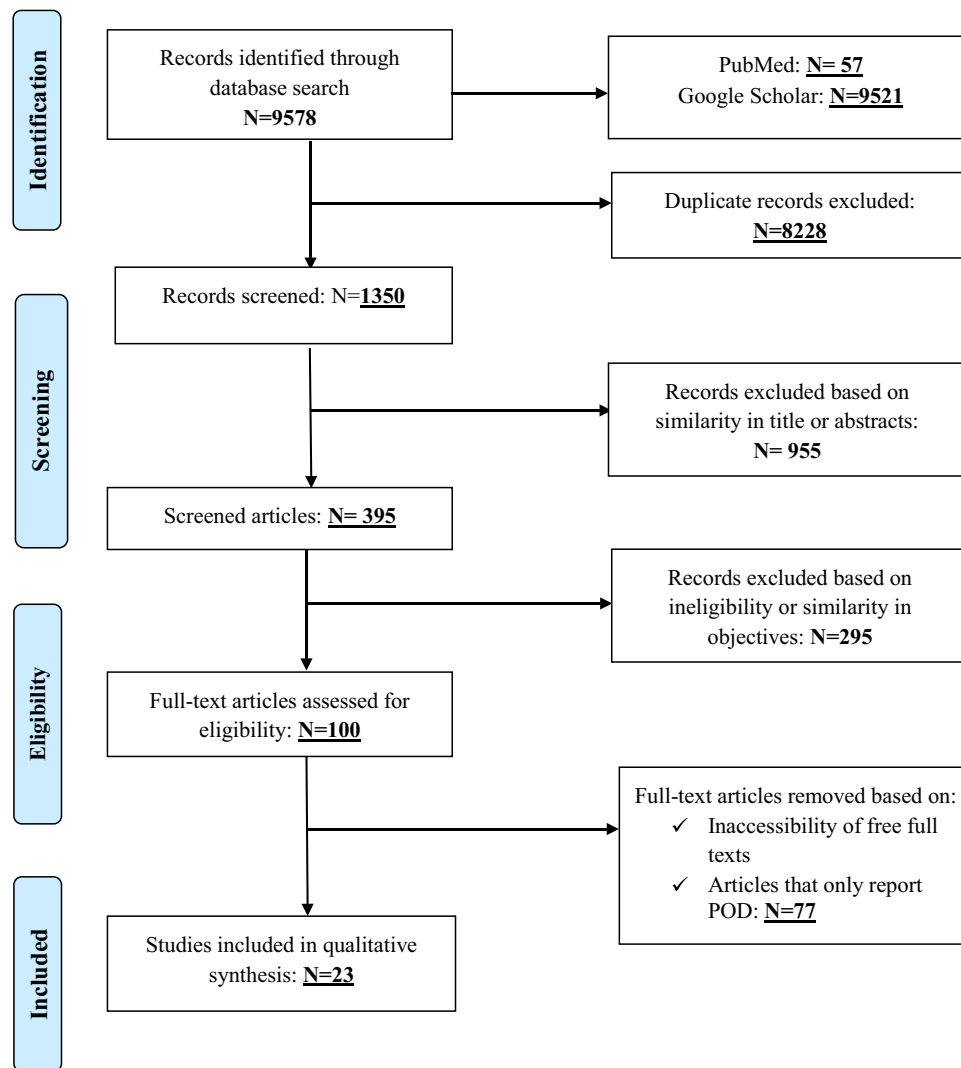 Identification
Records identified through
database search
N=9578
PubMed: N= 57
Google Scholar: N=9521
Duplicate records excluded:
N=8228
Screening
Records screened: N=1350
Records excluded based on
similarity in title or abstracts:
N= 955
Screened articles: N= 395
Eligibility
Records excluded based on
ineligibility or similarity in
objectives: N=295
Full-text articles assessed for
eligibility: N=100
Full-text articles removed based on:
✓ Inaccessibility of free full
texts
✓ Articles that only report
POD: N=77
Included
Studies included in qualitative
synthesis: N=23